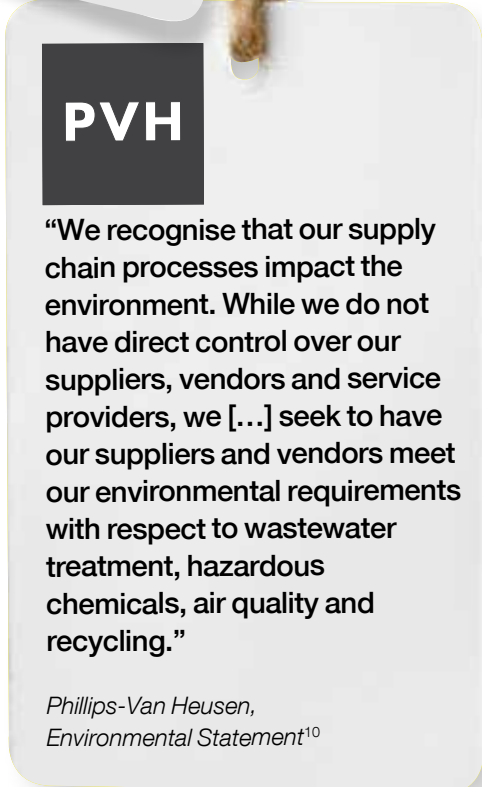 PVH
“We recognise that our supply
chain processes impact the
environment. While we do not
have direct control over our
suppliers, vendors and service
providers, we […] seek to have
our suppliers and vendors meet
our environmental requirements
with respect to wastewater
treatment, hazardous
chemicals, air quality and
recycling.”
Phillips-Van Heusen,
Environmental Statement¹⁰